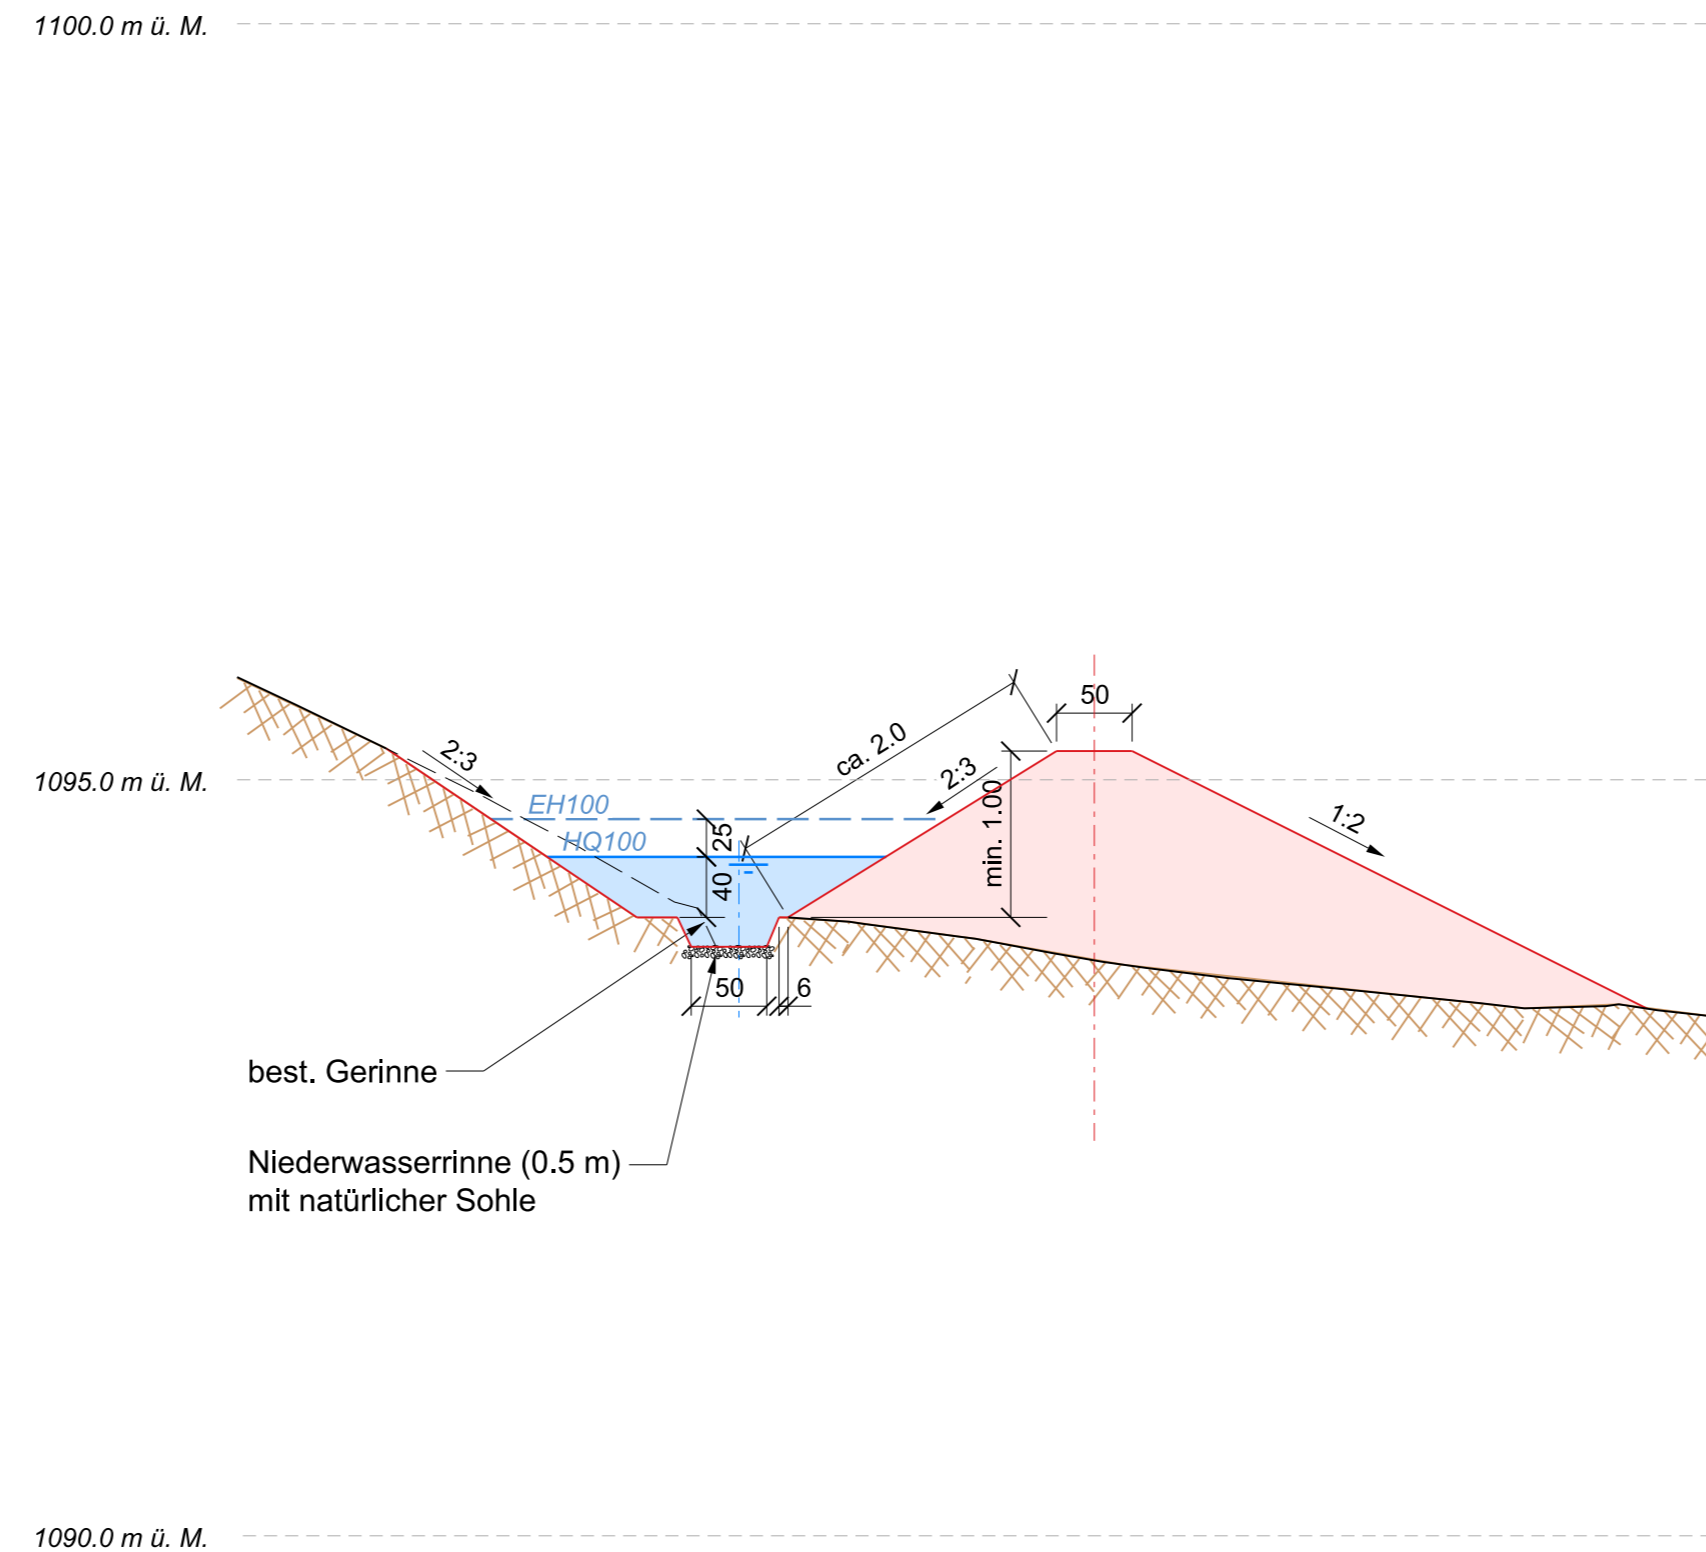 1100.0 m ü. M.
50
ca. 2.0
2:3
2:3
1095.0 m ü. M.
EH100
25
min. 1.00
1:2
HQ100
40
50
6
best. Gerinne
Niederwasserrinne (0.5 m)
mit natürlicher Sohle
1090.0 m ü. M.